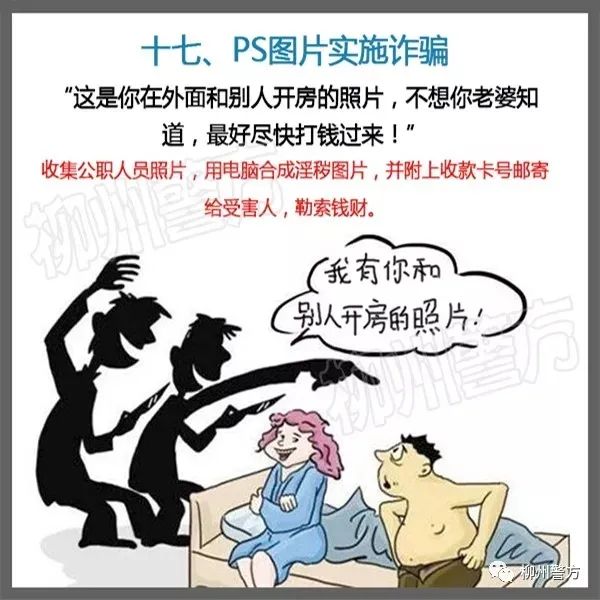 十七、PS图片实施诈骗
“这是你在外面和别人开房的照片，不想你老婆知
道，最好尽快打钱过来！”
收集公职人员照片，用电脑合成淫秽图片，并附上收款卡号邮寄
给受害人，勒索钱财。
柳州警方
我有你和
别人开房的照片！
柳州警方
柳州警方